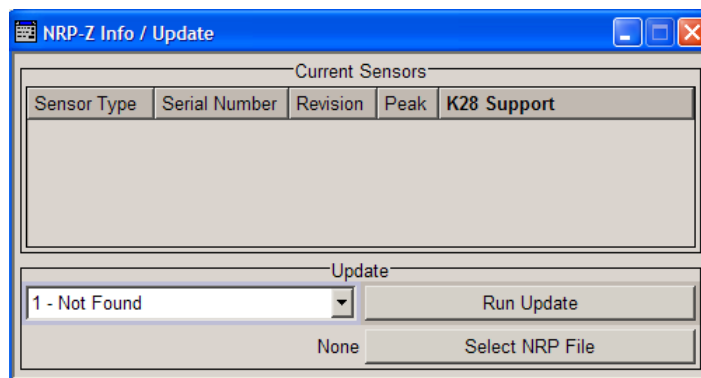 NRP-Z Info / Update
Current Sensors
Sensor Type Serial Number Revision Peak K28 Support
Update
1 - Not Found Run Update
None Select NRP File